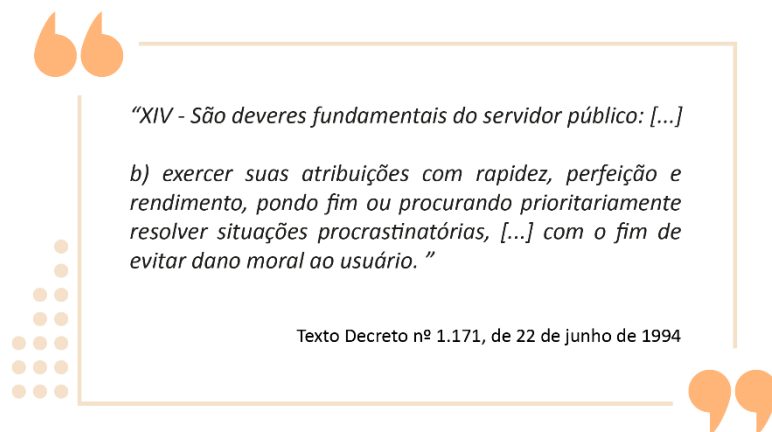 “XIV - São deveres fundamentais do servidor público: [...]
b) exercer suas atribuições com rapidez, perfeição e
rendimento, pondo fim ou procurando prioritariamente
resolver situações procrastinatórias, [...] com o fim de
evitar dano moral ao usuário. ”
Texto Decreto nº 1.171, de 22 de junho de 1994